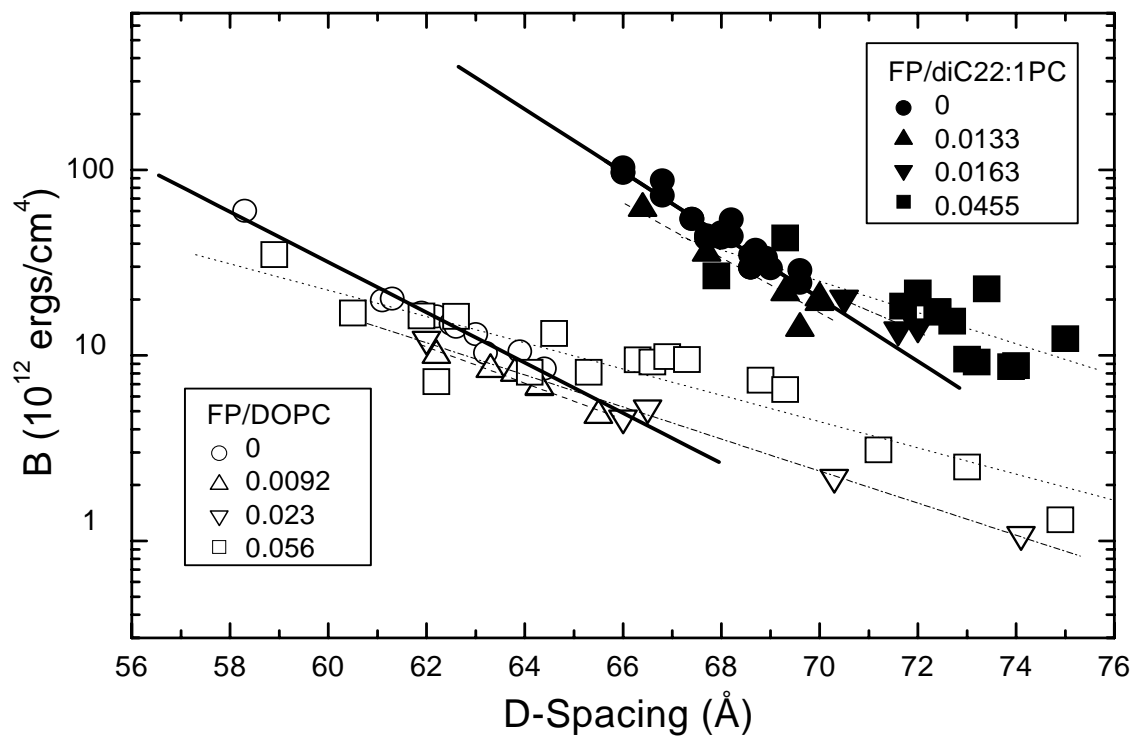 FP/diC22:1PC
0
0.0133
0.0163
0.0455
100
10
1
B (10¹² ergs/cm⁴)
FP/DOPC
0
0.0092
0.023
0.056
56 58 60 62 64 66 68 70 72 74 76
D-Spacing (Å)